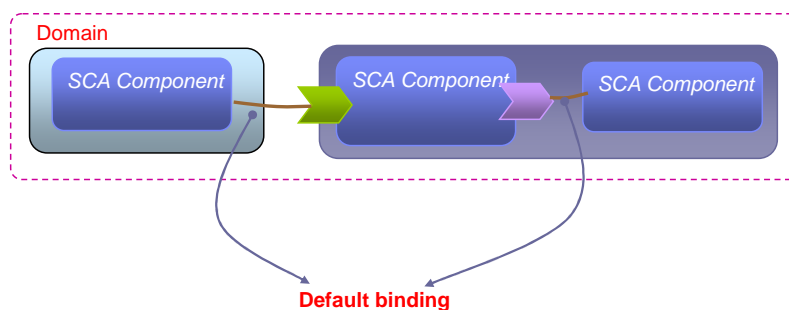 Domain
SCA Component
SCA Component
SCA Component
Default binding